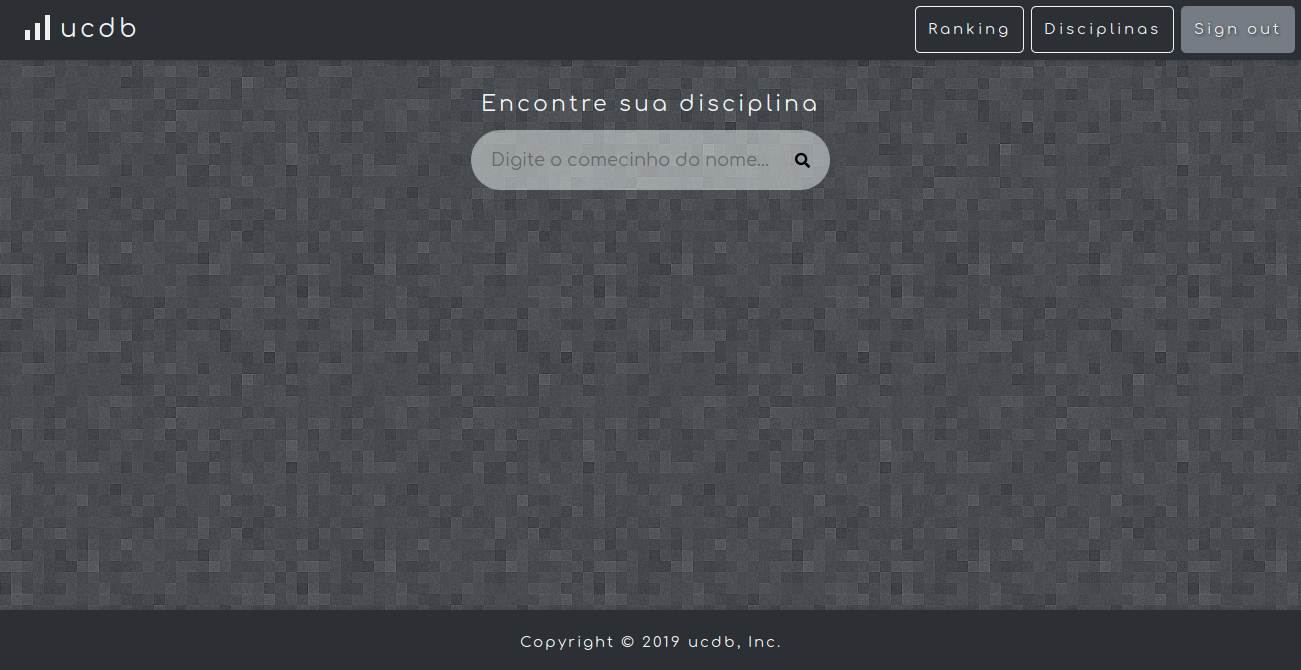 ucdb
Ranking
Disciplinas
Sign out
Encontre sua disciplina
Digite o comecinho do nome...
Copyright © 2019 ucdb, Inc.